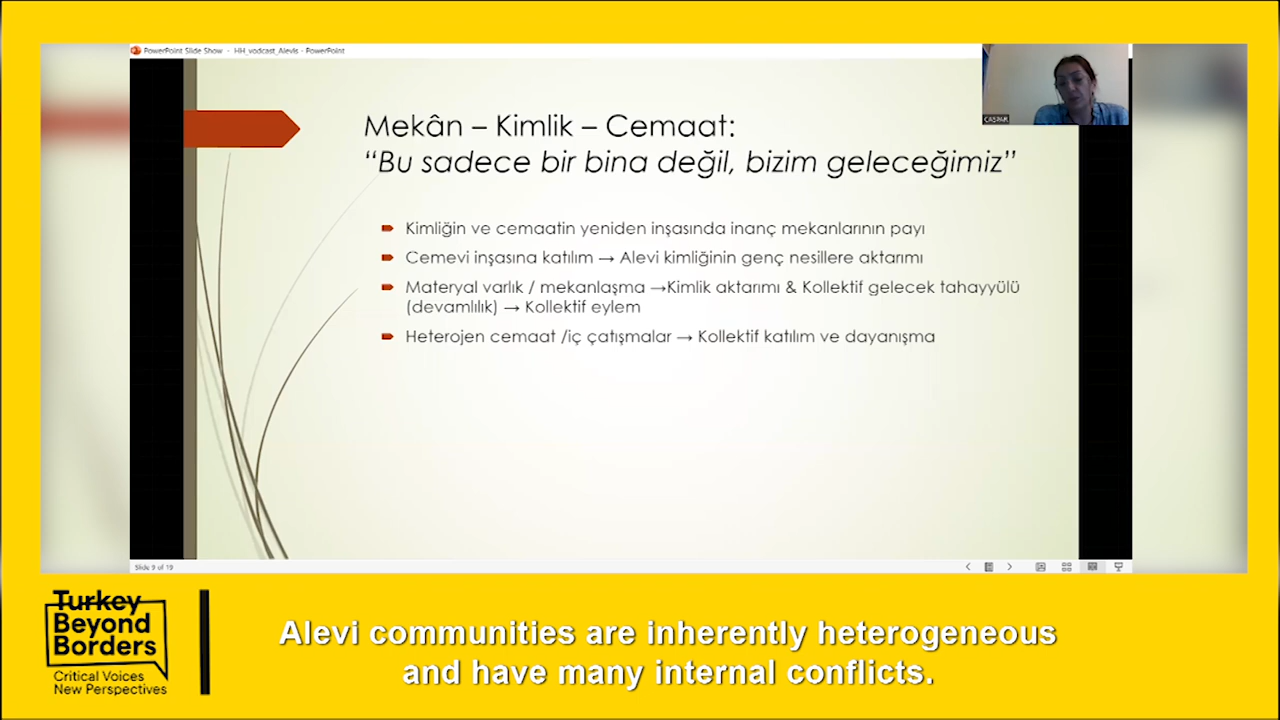 PowerPoint Slide Show - HH_vodcast_Alevis - PowerPoint
CASPAR
Mekân – Kimlik – Cemaat:
“Bu sadece bir bina değil, bizim geleceğimiz”
Kimliğin ve cemaatin yeniden inşasında inanç mekanlarının payı
Cemevi inşasına katılım → Alevi kimliğinin genç nesillere aktarımı
Materyal varlık / mekanlaşma →Kimlik aktarımı & Kollektif gelecek tahayyülü
(devamlılık) → Kollektif eylem
Heterojen cemaat /iç çatışmalar → Kollektif katılım ve dayanışma
Slide 9 of 19
Turkey
Beyond
Borders
Critical Voices
New Perspectives
Alevi communities are inherently heterogeneous
and have many internal conflicts.